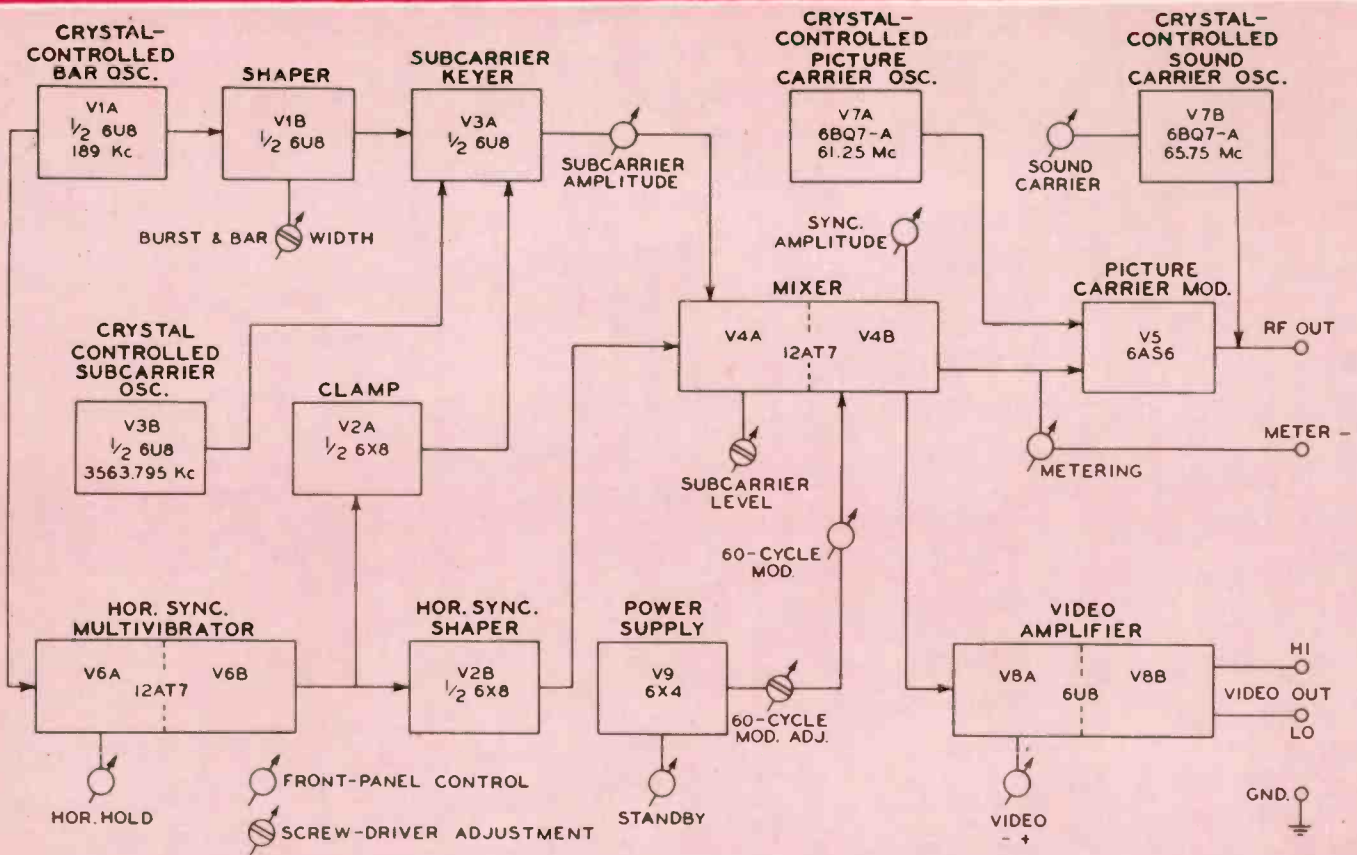 CRYSTAL-
CONTROLLED
BAR OSC.
V1A
1/2 6U8
189 Kc
SHAPER
V1B
1/2 6U8
BURST & BAR WIDTH
SUBCARRIER
KEYER
V3A
1/2 6U8
SUBCARRIER
AMPLITUDE
CRYSTAL-
CONTROLLED
PICTURE
CARRIER OSC.
V7A
6BQ7-A
61.25 Mc
CRYSTAL-
CONTROLLED
SOUND
CARRIER OSC.
V7B
6BQ7-A
65.75 Mc
SOUND
CARRIER
SYNC.
AMPLITUDE
MIXER
V4A
12AT7
V4B
PICTURE
CARRIER MOD.
V5
6AS6
RF OUT
CRYSTAL
CONTROLLED
SUBCARRIER
OSC.
V3B
1/2 6U8
3563.795 Kc
CLAMP
V2A
1/2 6X8
SUBCARRIER
LEVEL
METERING
METER -
60-CYCLE
MOD.
HOR. SYNC.
MULTIVIBRATOR
V6A
12AT7
V6B
HOR. SYNC.
SHAPER
V2B
1/2 6X8
POWER
SUPPLY
V9
6X4
60-CYCLE
MOD. ADJ.
VIDEO
AMPLIFIER
V8A
6U8
V8B
HI
VIDEO OUT
LO
HOR. HOLD
FRONT-PANEL CONTROL
SCREW-DRIVER ADJUSTMENT
STANDBY
VIDEO
- +
GND.